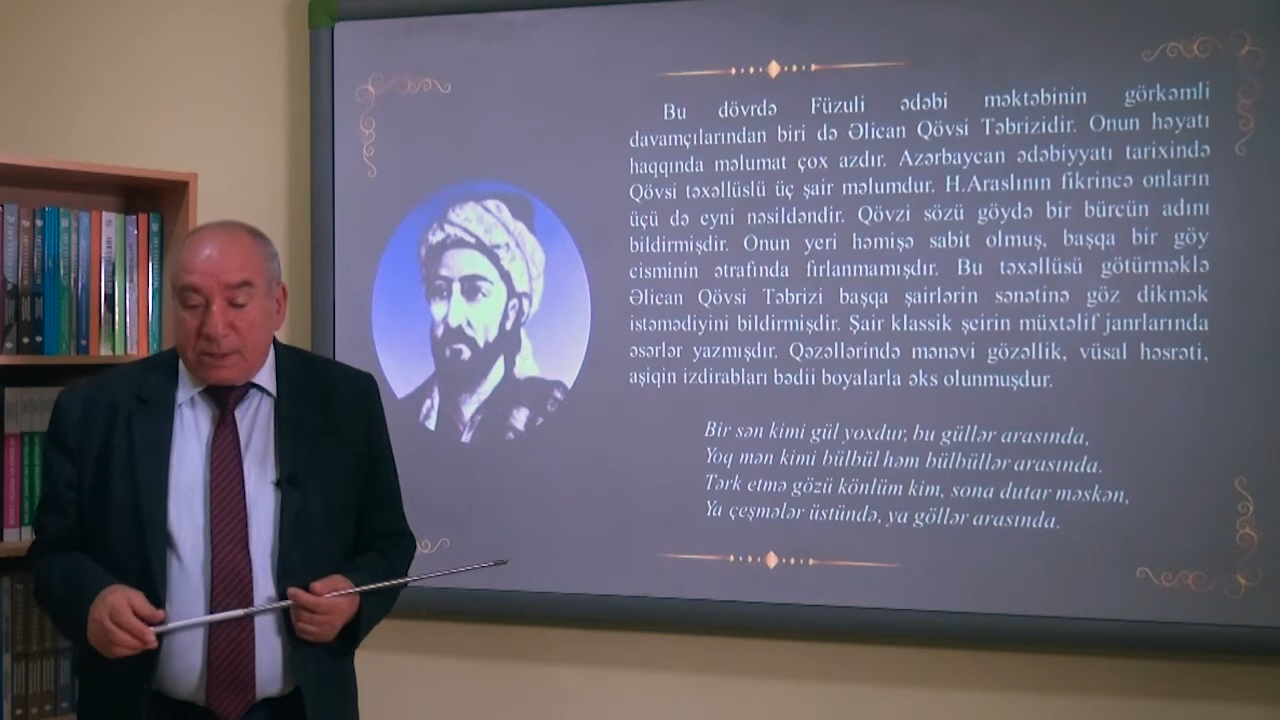 Bu dövrdə Füzuli ədəbi məktəbinin görkəmli
davamçılarından biri də Əlican Qövsi Təbrizidir. Onun həyatı
haqqında məlumat çox azdır. Azərbaycan ədəbiyyatı tarixində
Qövsi təxəllüslü üç şair məlumdur. H.Araslının fikrincə onların
üçü də eyni nəsildəndir. Qövzi sözü göydə bir bürcün adını
bildirmişdir. Onun yeri həmişə sabit olmuş, başqa bir göy
cisminin ətrafında fırlanmamışdır. Bu təxəllüsü götürməklə
Əlican Qövsi Təbrizi başqa şairlərin sənətinə göz dikmək
istəmədiyini bildirmişdir. Şair klassik şeirin müxtəlif janrlarında
əsərlər yazmışdır. Qəzəllərində mənəvi gözəllik, vüsal həsrəti,
aşiqin izdirabları bədii boyalarla əks olunmuşdur.
Bir sən kimi gül yoxdur, bu güllər arasında,
Yoq mən kimi bülbül həm bülbüllər arasında.
Tərk etmə gözü könlüm kim, sona dutar məskən,
Ya çeşmələr üstündə, ya göllər arasında.